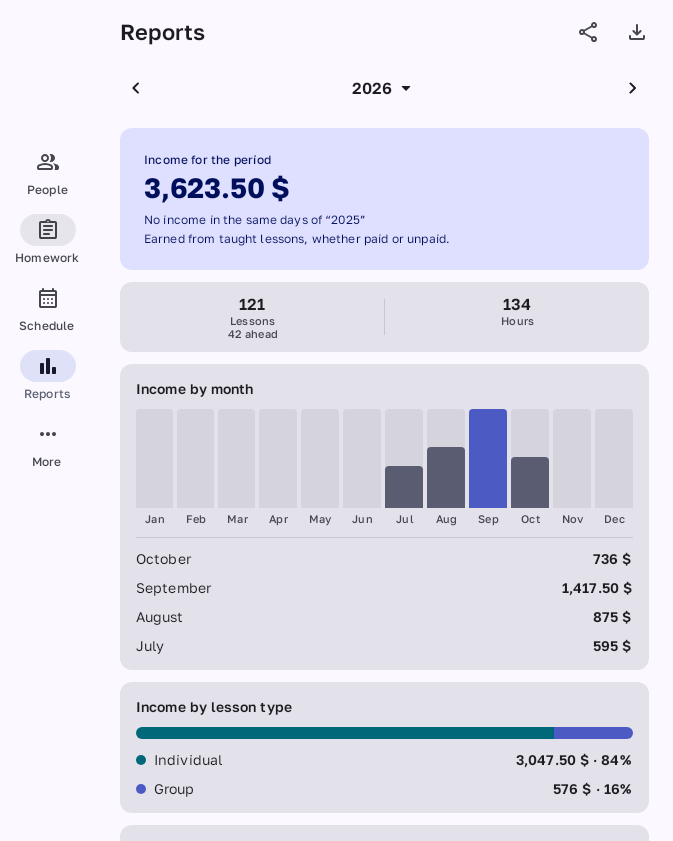 Reports
2026
People
Homework
Schedule
Reports
More
Income for the period
3,623.50 $
No income in the same days of “2025”
Earned from taught lessons, whether paid or unpaid.
121
Lessons
42 ahead
134
Hours
Income by month
Jan Feb Mar Apr May Jun Jul Aug Sep Oct Nov Dec
October 736 $
September 1,417.50 $
August 875 $
July 595 $
Income by lesson type
Individual 3,047.50 $ · 84%
Group 576 $ · 16%